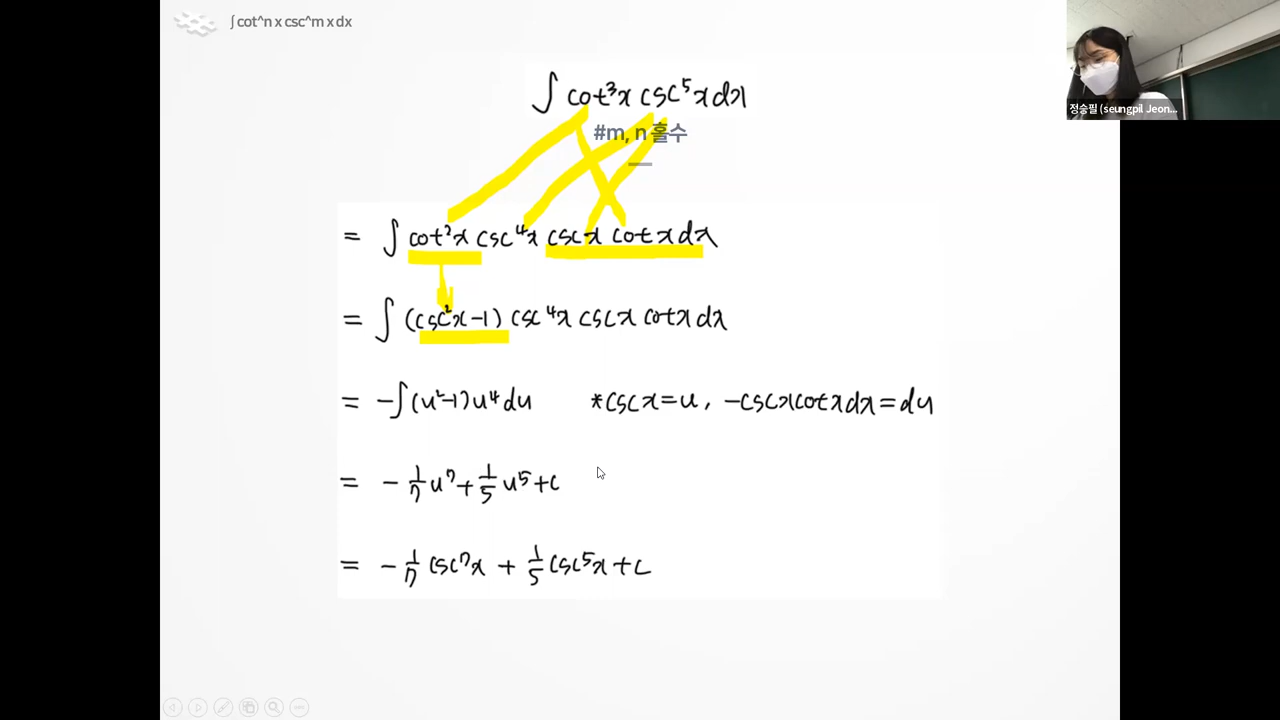 ∫ cot^n x csc^m x dx
∫ cot³x csc⁵x dx
#m, n 홀수
= ∫ cot²x csc⁴x cscx cotx dx
= ∫ (csc²x-1) csc⁴x cscx cotx dx
= -∫(u²-1)u⁴du *cscx=u, -cscxcotxdx=du
= - 1/7 u⁷ + 1/5 u⁵ + c
= - 1/7 csc⁷x + 1/5 csc⁵x + c
정승필 (seungpil Jeon...